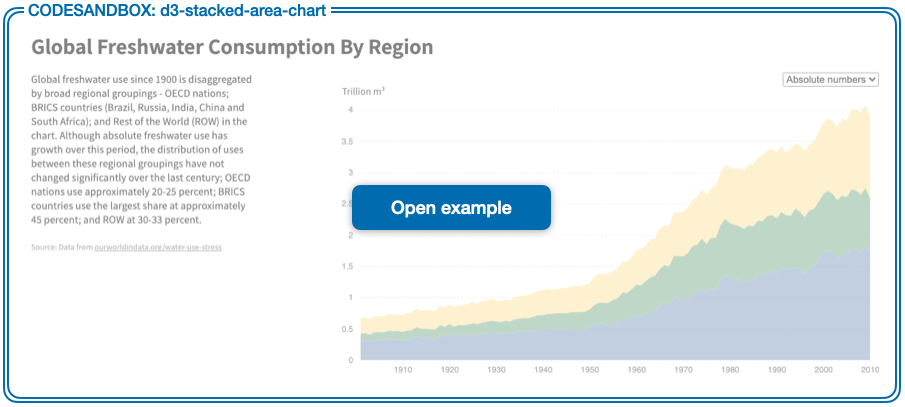 CODESANDBOX: d3-stacked-area-chart
Global Freshwater Consumption By Region
Global freshwater use since 1900 is disaggregated
by broad regional groupings - OECD nations;
BRICS countries (Brazil, Russia, India, China and
South Africa); and Rest of the World (ROW) in the
chart. Although absolute freshwater use has
growth over this period, the distribution of uses
between these regional groupings have not
changed significantly over the last century; OECD
nations use approximately 20-25 percent; BRICS
countries use the largest share at approximately
45 percent; and ROW at 30-33 percent.
Source: Data from ourworldindata.org/water-use-stress
Absolute numbers
Trillion m³
4
3.5
3
2.5
2
1.5
1
0.5
0
Open example
1910 1920 1930 1940 1950 1960 1970 1980 1990 2000 2010